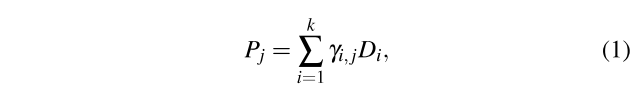 $P_j = \sum_{i=1}^{k} \gamma_{i,j} D_i,$ (1)